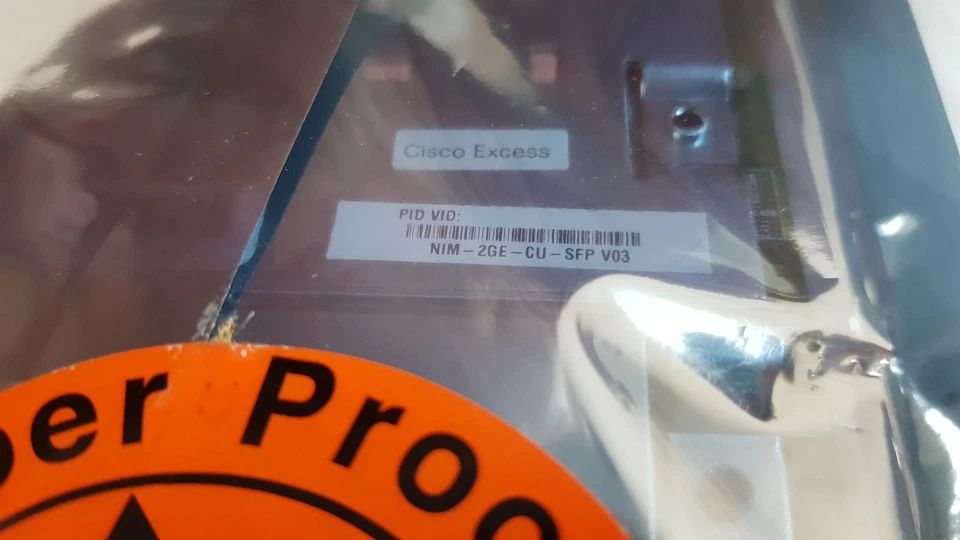 Cisco Excess
PID VID:
NIM-2GE-CU-SFP V03
per Proo